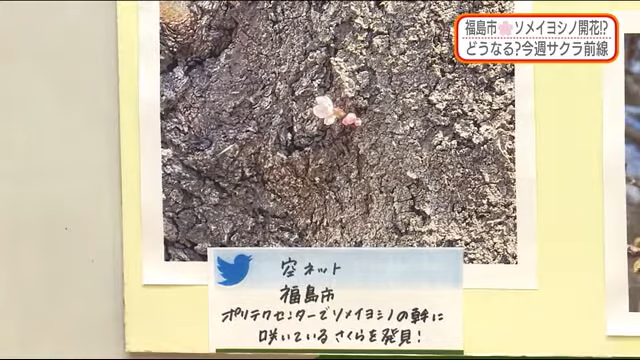 福島市🌸ソメイヨシノ開花!?
どうなる?今週サクラ前線
空ネット
福島市
ポリテクセンターでソメイヨシノの幹に
咲いているさくらを発見!